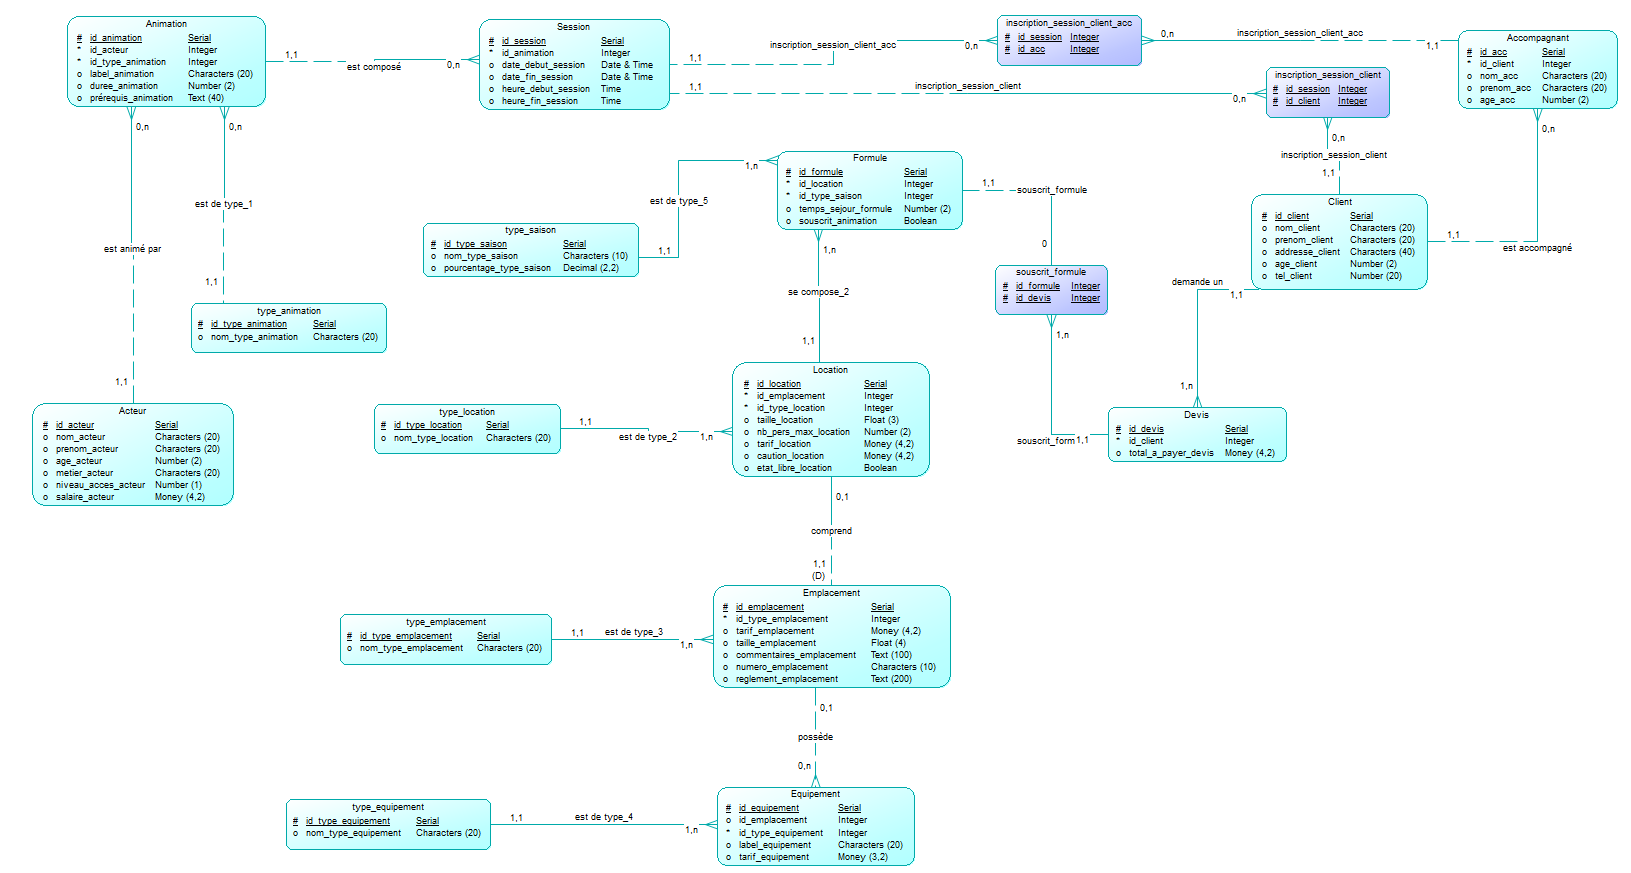 Animation
# id_animation Serial
* id_acteur Integer
* id_type_animation Integer
o label_animation Characters (20)
o duree_animation Number (2)
o prérequis_animation Text (40)
1,1
est composé
0,n
Session
# id_session Serial
* id_animation Integer
o date_debut_session Date & Time
o date_fin_session Date & Time
o heure_debut_session Time
o heure_fin_session Time
1,1
inscription_session_client_acc
0,n
inscription_session_client_acc
# id_session Integer
# id_acc Integer
0,n
inscription_session_client_acc
1,1
Accompagnant
# id_acc Serial
* id_client Integer
o nom_acc Characters (20)
o prenom_acc Characters (20)
o age_acc Number (2)
1,1
inscription_session_client
0,n
inscription_session_client
# id_session Integer
# id_client Integer
0,n
inscription_session_client
1,1
0,n
0,n
0,n
est de type_1
est animé par
1,1
type_animation
# id_type_animation Serial
o nom_type_animation Characters (20)
1,1
Acteur
# id_acteur Serial
o nom_acteur Characters (20)
o prenom_acteur Characters (20)
o age_acteur Number (2)
o metier_acteur Characters (20)
o niveau_acces_acteur Number (1)
o salaire_acteur Money (4,2)
Formule
# id_formule Serial
* id_location Integer
* id_type_saison Integer
o temps_sejour_formule Number (2)
o souscrit_animation Boolean
1,n
est de type_5
1,1
type_saison
# id_type_saison Serial
o nom_type_saison Characters (10)
o pourcentage_type_saison Decimal (2,2)
1,1
souscrit_formule
0
souscrit_formule
# id_formule Integer
# id_devis Integer
1,n
souscrit_form
1,1
Client
# id_client Serial
o nom_client Characters (20)
o prenom_client Characters (20)
o addresse_client Characters (40)
o age_client Number (2)
o tel_client Number (20)
1,1
est accompagné
demande un
1,1
1,n
Devis
# id_devis Serial
* id_client Integer
o total_a_payer_devis Money (4,2)
1,n
se compose_2
1,1
Location
# id_location Serial
* id_emplacement Integer
* id_type_location Integer
o taille_location Float (3)
o nb_pers_max_location Number (2)
o tarif_location Money (4,2)
o caution_location Money (4,2)
o etat_libre_location Boolean
type_location
# id_type_location Serial
o nom_type_location Characters (20)
1,1
est de type_2
1,n
0,1
comprend
1,1
(D)
Emplacement
# id_emplacement Serial
* id_type_emplacement Integer
o tarif_emplacement Money (4,2)
o taille_emplacement Float (4)
o commentaires_emplacement Text (100)
o numero_emplacement Characters (10)
o reglement_emplacement Text (200)
type_emplacement
# id_type_emplacement Serial
o nom_type_emplacement Characters (20)
1,1
est de type_3
1,n
0,1
possède
0,n
Equipement
# id_equipement Serial
o id_emplacement Integer
* id_type_equipement Integer
o label_equipement Characters (20)
o tarif_equipement Money (3,2)
type_equipement
# id_type_equipement Serial
o nom_type_equipement Characters (20)
1,1
est de type_4
1,n